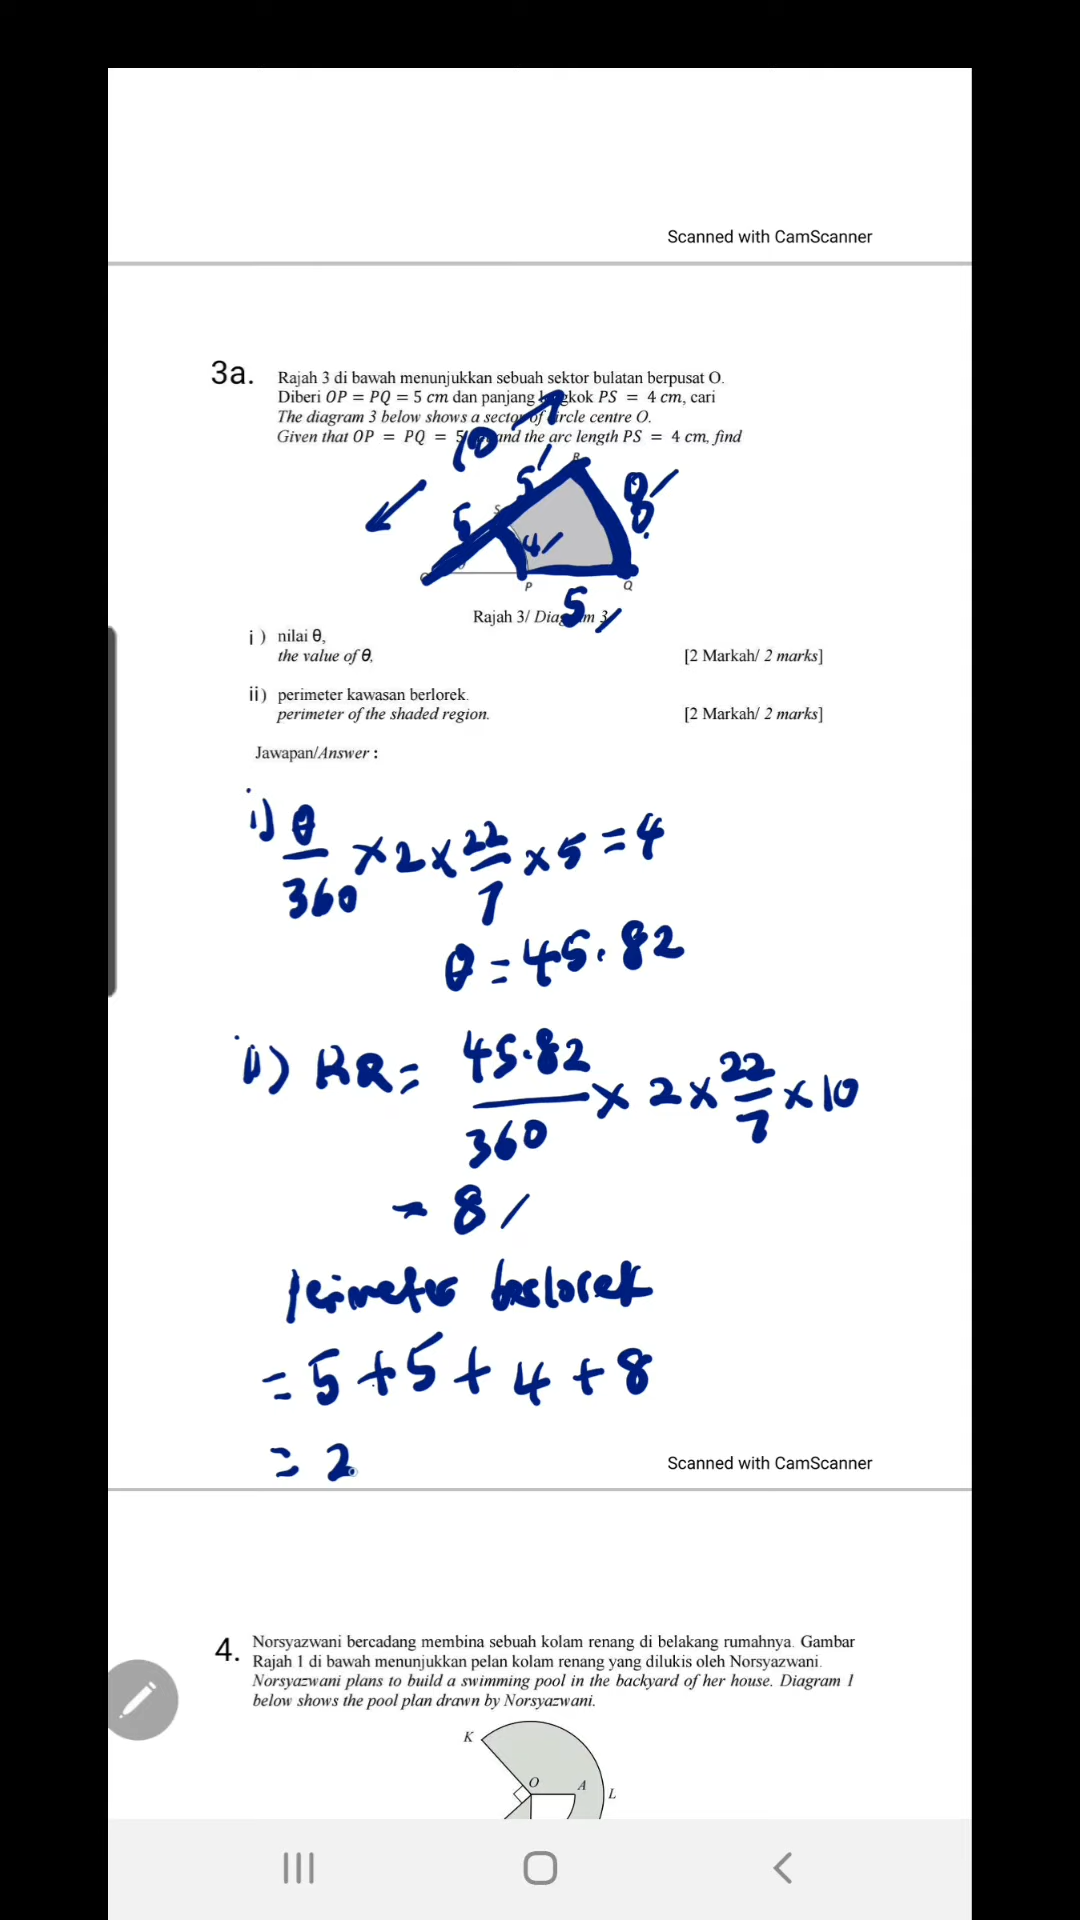 Scanned with CamScanner
3a.
Rajah 3 di bawah menunjukkan sebuah sektor bulatan berpusat O.
Diberi OP = PQ = 5 cm dan panjang kok PS = 4 cm, cari
The diagram 3 below shows a sector of circle centre O.
Given that OP = PQ = 5 and the arc length PS = 4 cm, find
10
5
R
8
5
S
4
P
Q
5
Rajah 3/ Diagram 3
i ) nilai θ,
the value of θ,
[2 Markah/ 2 marks]
ii) perimeter kawasan berlorek.
perimeter of the shaded region.
[2 Markah/ 2 marks]
Jawapan/Answer :
i) θ/360 × 2 × 22/7 × 5 = 4
θ = 45.82
ii) RQ = 45.82/360 × 2 × 22/7 × 10
= 8
Perimeter berlorek
= 5 + 5 + 4 + 8
= 2
Scanned with CamScanner
4.
Norsyazwani bercadang membina sebuah kolam renang di belakang rumahnya. Gambar
Rajah 1 di bawah menunjukkan pelan kolam renang yang dilukis oleh Norsyazwani.
Norsyazwani plans to build a swimming pool in the backyard of her house. Diagram 1
below shows the pool plan drawn by Norsyazwani.
K
O
A
L